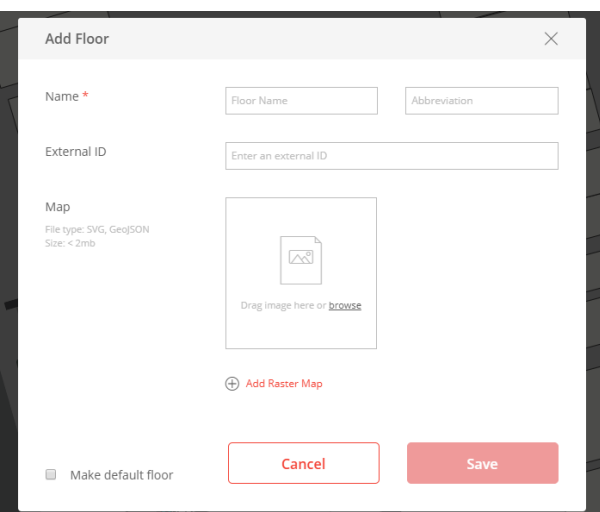 Add Floor
Name *
Floor Name
Abbreviation
External ID
Enter an external ID
Map
File type: SVG, GeoJSON
Size: < 2mb
Drag image here or browse
Add Raster Map
Make default floor
Cancel
Save